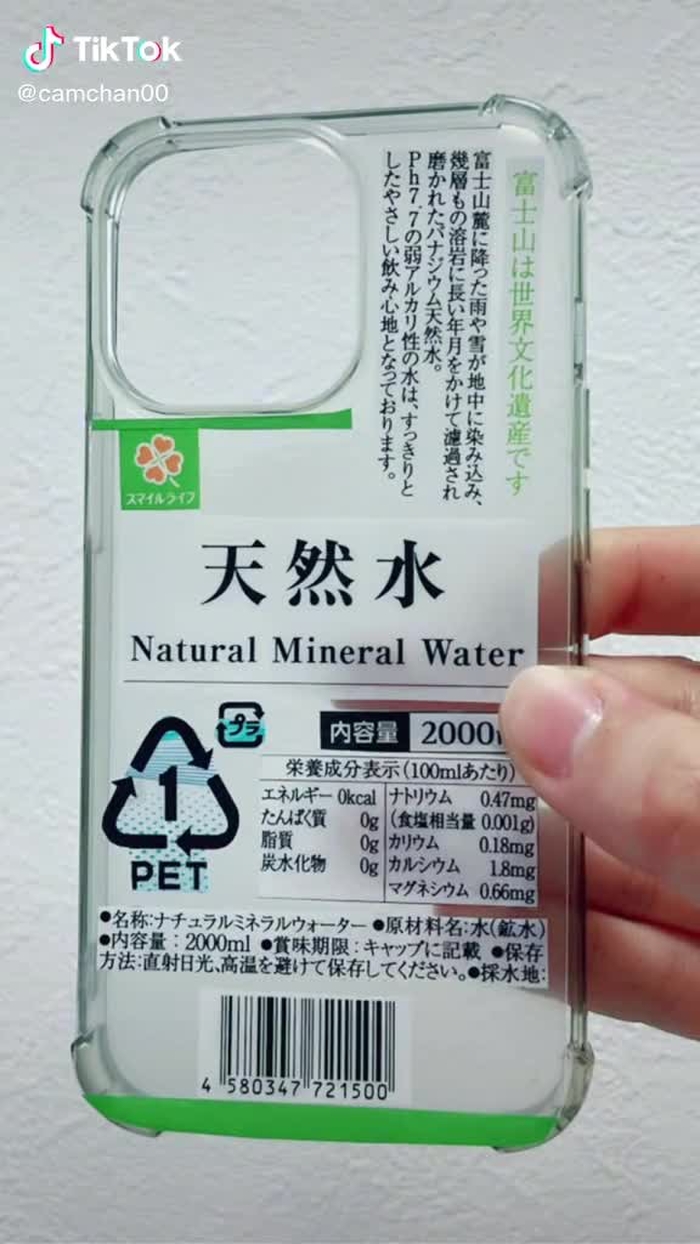 TikTok
@camchan00
富士山は世界文化遺産です
富士山麓に降った雨や雪が地中に染み込み、
幾層もの溶岩に長い年月をかけて濾過され
磨かれたバナジウム天然水。
Ph7.7の弱アルカリ性の水は、すっきりと
したやさしい飲み心地となっております。
スマイルライフ
天然水
Natural Mineral Water
プラ
1
PET
内容量 2000
栄養成分表示(100mlあたり)
エネルギー 0kcal ナトリウム 0.47mg
たんぱく質 0g (食塩相当量 0.001g)
脂質 0g カリウム 0.18mg
炭水化物 0g カルシウム 1.8mg
マグネシウム 0.66mg
●名称:ナチュラルミネラルウォーター ●原材料名:水(鉱水)
●内容量:2000ml ●賞味期限:キャップに記載 ●保存
方法:直射日光、高温を避けて保存してください。●採水地:
4 580347 721500